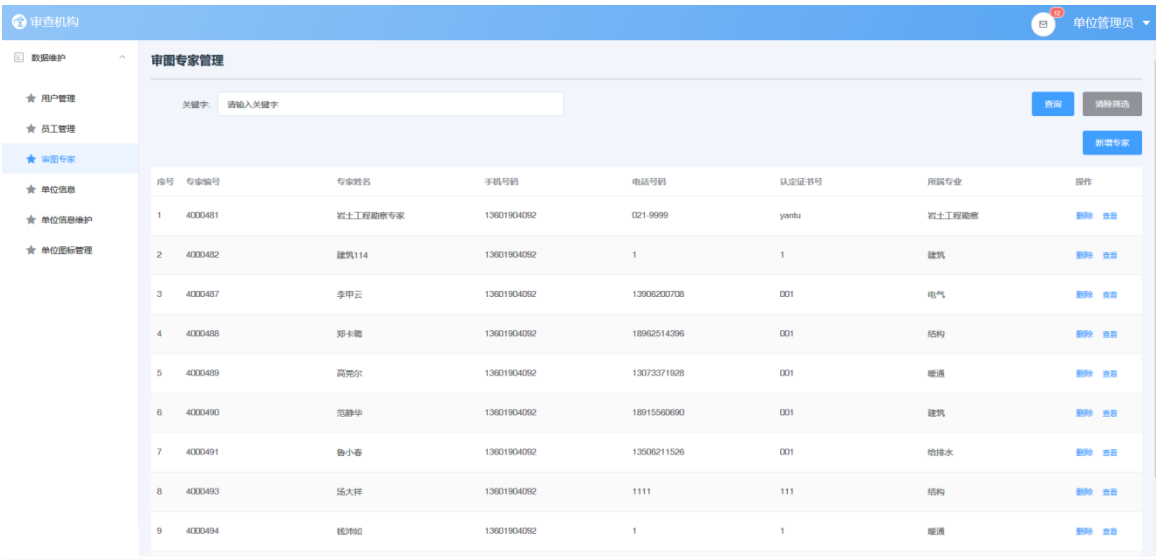 审查机构 12 单位管理员
数据维护
用户管理
员工管理
审图专家
单位信息
单位信息维护
单位图标管理
审图专家管理
关键字: 请输入关键字 查询 清除筛选
新增专家
序号 专家编号 专家姓名 手机号码 电话号码 认定证书号 所属专业 操作
1 4000481 岩土工程勘察专家 13601904092 021-9999 yantu 岩土工程勘察 删除 查看
2 4000482 建筑114 13601904092 1 1 建筑 删除 查看
3 4000487 李甲云 13601904092 13906200708 001 电气 删除 查看
4 4000488 郑卡聪 13601904092 18962514396 001 结构 删除 查看
5 4000489 高莞尔 13601904092 13073371928 001 暖通 删除 查看
6 4000490 范静华 13601904092 18915560690 001 建筑 删除 查看
7 4000491 鲁小春 13601904092 13506211526 001 给排水 删除 查看
8 4000493 汤大祥 13601904092 1111 111 结构 删除 查看
9 4000494 钱沛如 13601904092 1 1 暖通 删除 查看